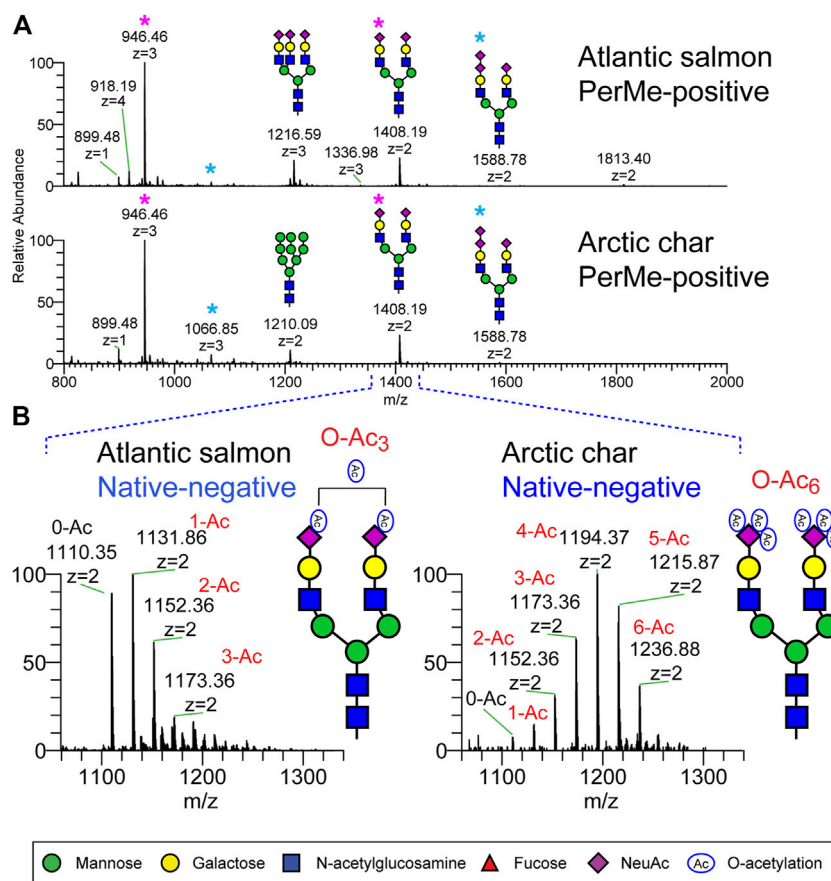 A
*
946.46
z=3
918.19
z=4
899.48
z=1
*
1216.59
z=3
1336.98
z=3
*
1408.19
z=2
*
1588.78
z=2
1813.40
z=2
Atlantic salmon
PerMe-positive
100
50
0
Relative Abundance
*
946.46
z=3
899.48
z=1
*
1066.85
z=3
1210.09
z=2
*
1408.19
z=2
*
1588.78
z=2
Arctic char
PerMe-positive
100
50
0
800
1000
1200
1400
1600
1800
2000
m/z
B
Atlantic salmon
Native-negative
O-Ac3
Ac
Ac
Ac
0-Ac
1110.35
z=2
1-Ac
1131.86
z=2
2-Ac
1152.36
z=2
3-Ac
1173.36
z=2
100
50
0
1100
1200
1300
m/z
Arctic char
Native-negative
O-Ac6
Ac
Ac
Ac
Ac
Ac
4-Ac
1194.37
z=2
5-Ac
1215.87
z=2
3-Ac
1173.36
z=2
2-Ac
1152.36
z=2
6-Ac
1236.88
z=2
0-Ac
1-Ac
100
50
0
1100
1200
1300
m/z
Mannose
Galactose
N-acetylglucosamine
Fucose
NeuAc
Ac
O-acetylation